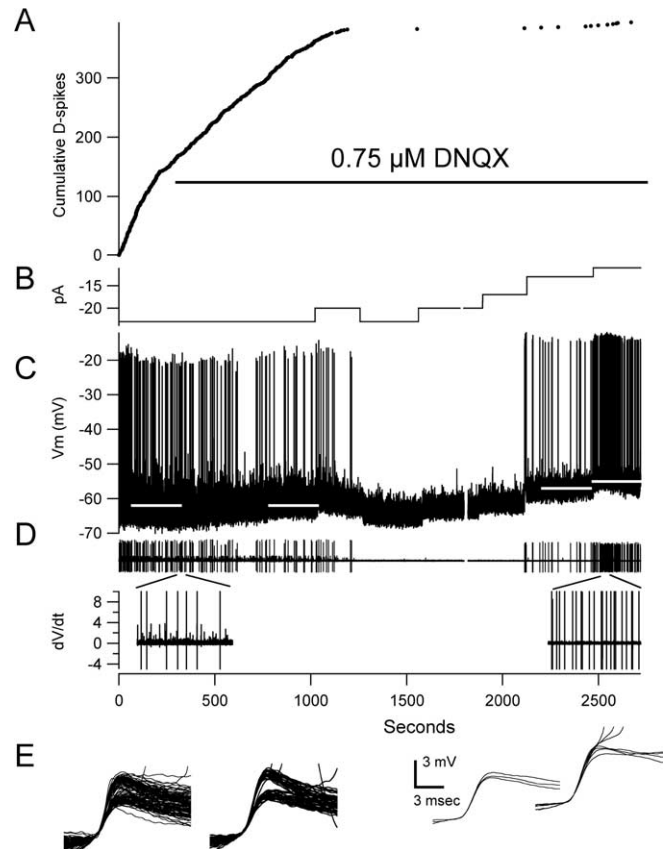 A
Cumulative D-spikes
300
200
100
0
0.75 µM DNQX
B
pA
-15
-20
C
Vm (mV)
-20
-30
-40
-50
-60
-70
D
dV/dt
8
4
0
-4
0 500 1000 1500 2000 2500
Seconds
E
3 mV
3 msec